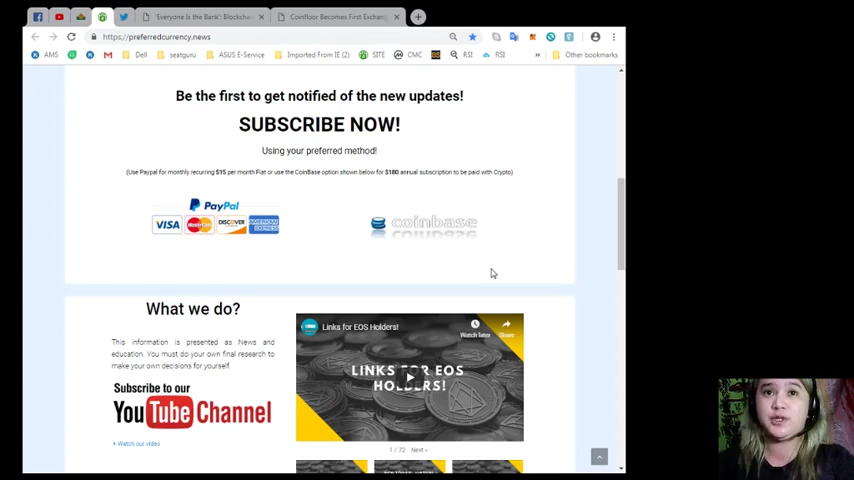 'Everyone Is the Bank': Blockchain
Coinfloor Becomes First Exchang
https://preferredcurrency.news
AMS
Dell
seatguru
ASUS E-Service
Imported From IE (2)
SITE
CMC
RSI
RSI
»
Other bookmarks
Be the first to get notified of the new updates!
SUBSCRIBE NOW!
Using your preferred method!
(Use Paypal for monthly recurring $15 per month Fiat or use the CoinBase option shown below for $180 annual subscription to be paid with Crypto)
PayPal
VISA MasterCard DISCOVER AMERICAN EXPRESS
coinbase
What we do?
This information is presented as News and
education. You must do your own final research to
make your own decisions for yourself.
Subscribe to our
YouTube Channel
Watch our video
Links for EOS Holders!
Watch later
Share
LINKS FOR EOS
HOLDERS!
1 / 72 Next »